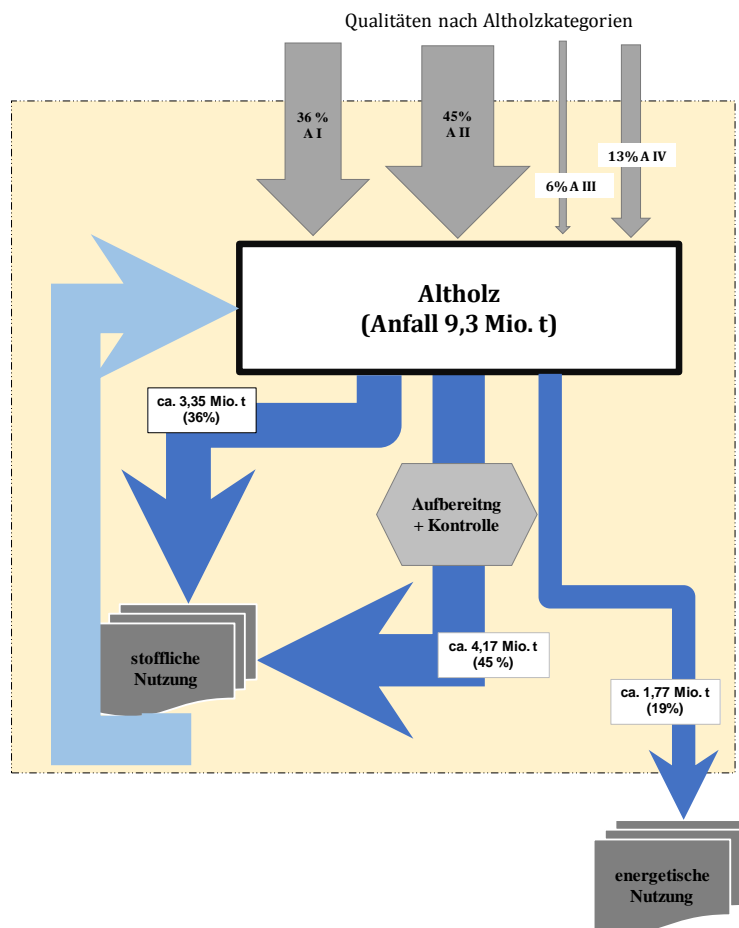 Qualitäten nach Altholzkategorien
36 %
A I
45%
A II
6% A III
13% A IV
Altholz
(Anfall 9,3 Mio. t)
ca. 3,35 Mio. t
(36%)
Aufbereitng
+ Kontrolle
stoffliche
Nutzung
ca. 4,17 Mio. t
(45 %)
ca. 1,77 Mio. t
(19%)
energetische
Nutzung